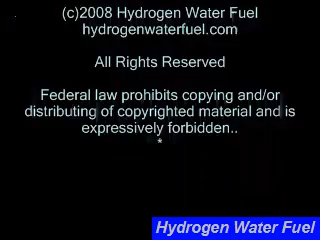 (c)2008 Hydrogen Water Fuel
hydrogenwaterfuel.com
All Rights Reserved
Federal law prohibits copying and/or
distributing of copyrighted material and is
expressively forbidden..
*
Hydrogen Water Fuel